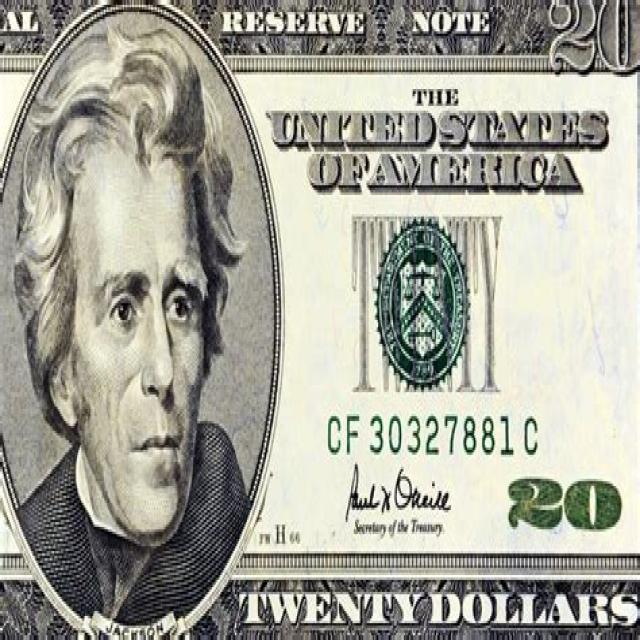 AL RESERVE NOTE
20
THE
UNITED STATES
OF AMERICA
TWENTY
CF 30327881 C
Paul H O'Neill
Secretary of the Treasury.
20
FW H 66
JACKSON
TWENTY DOLLARS